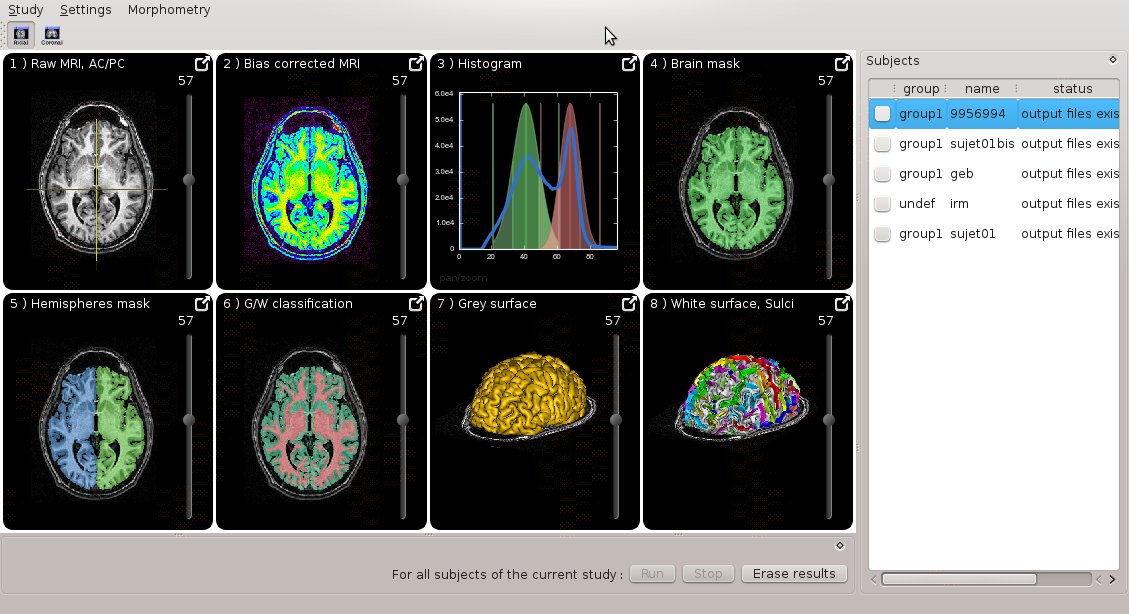 Study Settings Morphometry
Axial Coronal
1 ) Raw MRI, AC/PC
57
2 ) Bias corrected MRI
57
3 ) Histogram
6.0e4
5.0e4
4.0e4
3.0e4
2.0e4
1.0e4
0
0 20 40 60 80
pan/zoom
4 ) Brain mask
57
5 ) Hemispheres mask
57
6 ) G/W classification
57
7 ) Grey surface
57
8 ) White surface, Sulci
57
Subjects
group name status
group1 9956994 output files exis
group1 sujet01bis output files exis
group1 geb output files exis
undef irm output files exis
group1 sujet01 output files exis
For all subjects of the current study : Run Stop Erase results